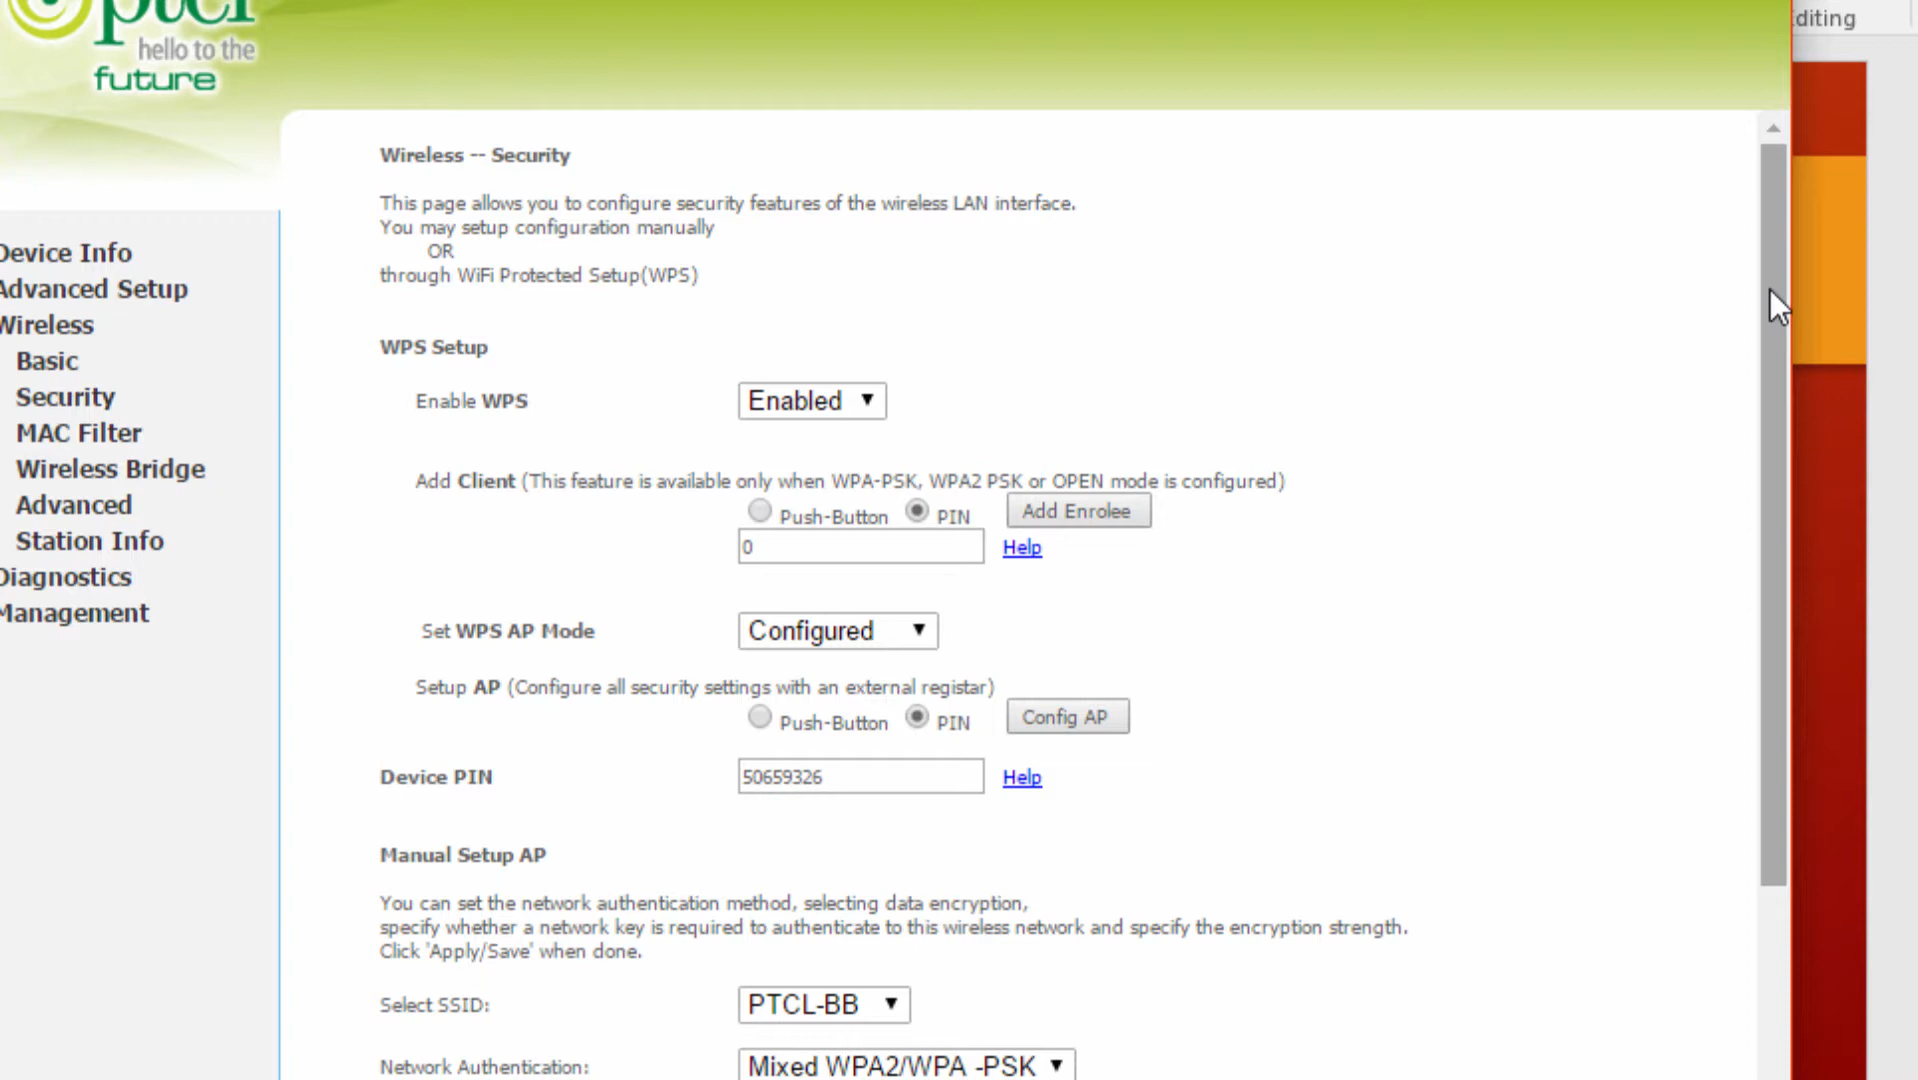 ptcl
hello to the
future
diting
Device Info
Advanced Setup
Wireless
Basic
Security
MAC Filter
Wireless Bridge
Advanced
Station Info
Diagnostics
Management
Wireless -- Security
This page allows you to configure security features of the wireless LAN interface.
You may setup configuration manually
OR
through WiFi Protected Setup(WPS)
WPS Setup
Enable WPS Enabled
Add Client (This feature is available only when WPA-PSK, WPA2 PSK or OPEN mode is configured)
Push-Button PIN Add Enrolee
0 Help
Set WPS AP Mode Configured
Setup AP (Configure all security settings with an external registar)
Push-Button PIN Config AP
Device PIN 50659326 Help
Manual Setup AP
You can set the network authentication method, selecting data encryption,
specify whether a network key is required to authenticate to this wireless network and specify the encryption strength.
Click 'Apply/Save' when done.
Select SSID: PTCL-BB
Network Authentication: Mixed WPA2/WPA -PSK